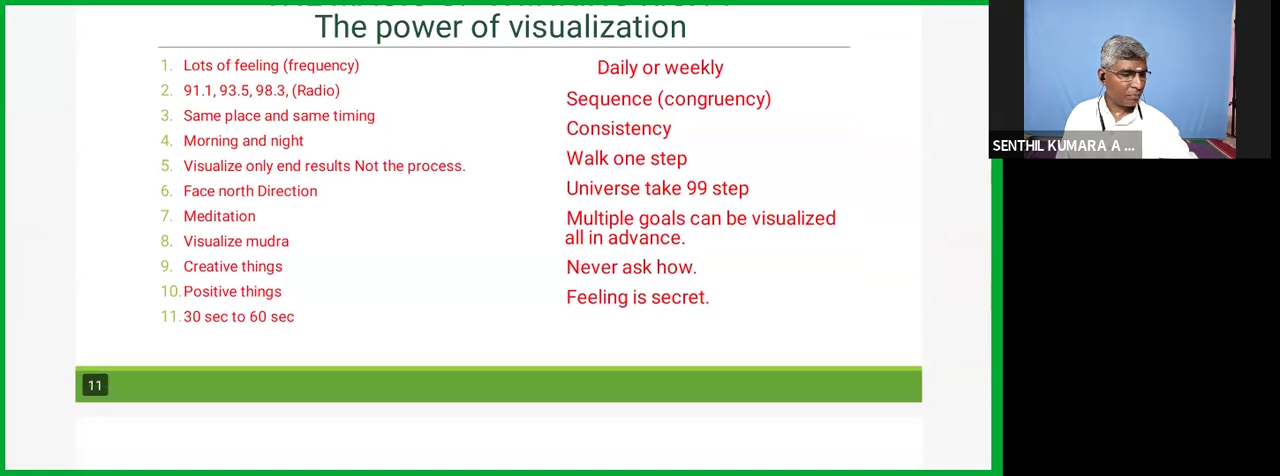 The power of visualization
1. Lots of feeling (frequency)
2. 91.1, 93.5, 98.3, (Radio)
3. Same place and same timing
4. Morning and night
5. Visualize only end results Not the process.
6. Face north Direction
7. Meditation
8. Visualize mudra
9. Creative things
10. Positive things
11. 30 sec to 60 sec
Daily or weekly
Sequence (congruency)
Consistency
Walk one step
Universe take 99 step
Multiple goals can be visualized
all in advance.
Never ask how.
Feeling is secret.
11
SENTHIL KUMARA A ...